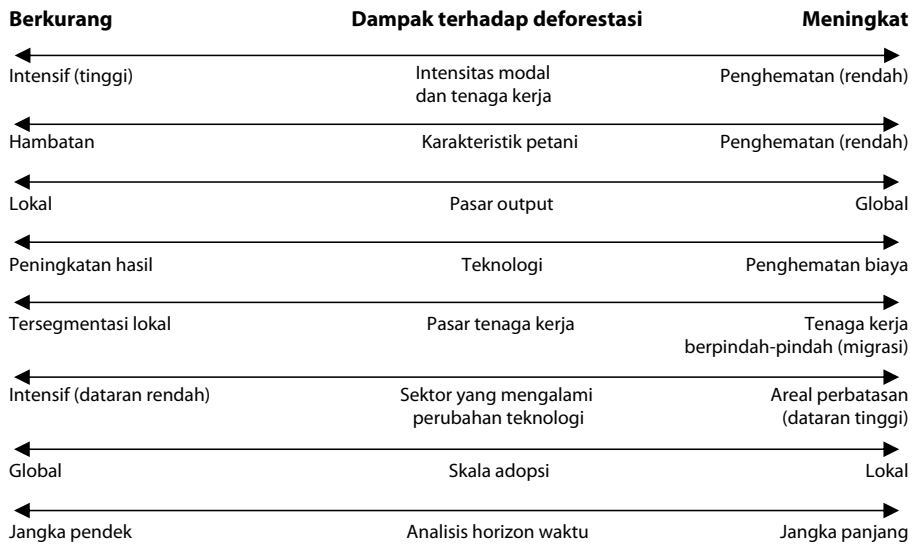 Berkurang Dampak terhadap deforestasi Meningkat
Intensif (tinggi) Intensitas modal Penghematan (rendah)
dan tenaga kerja
Hambatan Karakteristik petani Penghematan (rendah)
Lokal Pasar output Global
Peningkatan hasil Teknologi Penghematan biaya
Tersegmentasi lokal Pasar tenaga kerja Tenaga kerja
berpindah-pindah (migrasi)
Intensif (dataran rendah) Sektor yang mengalami Areal perbatasan
perubahan teknologi (dataran tinggi)
Global Skala adopsi Lokal
Jangka pendek Analisis horizon waktu Jangka panjang